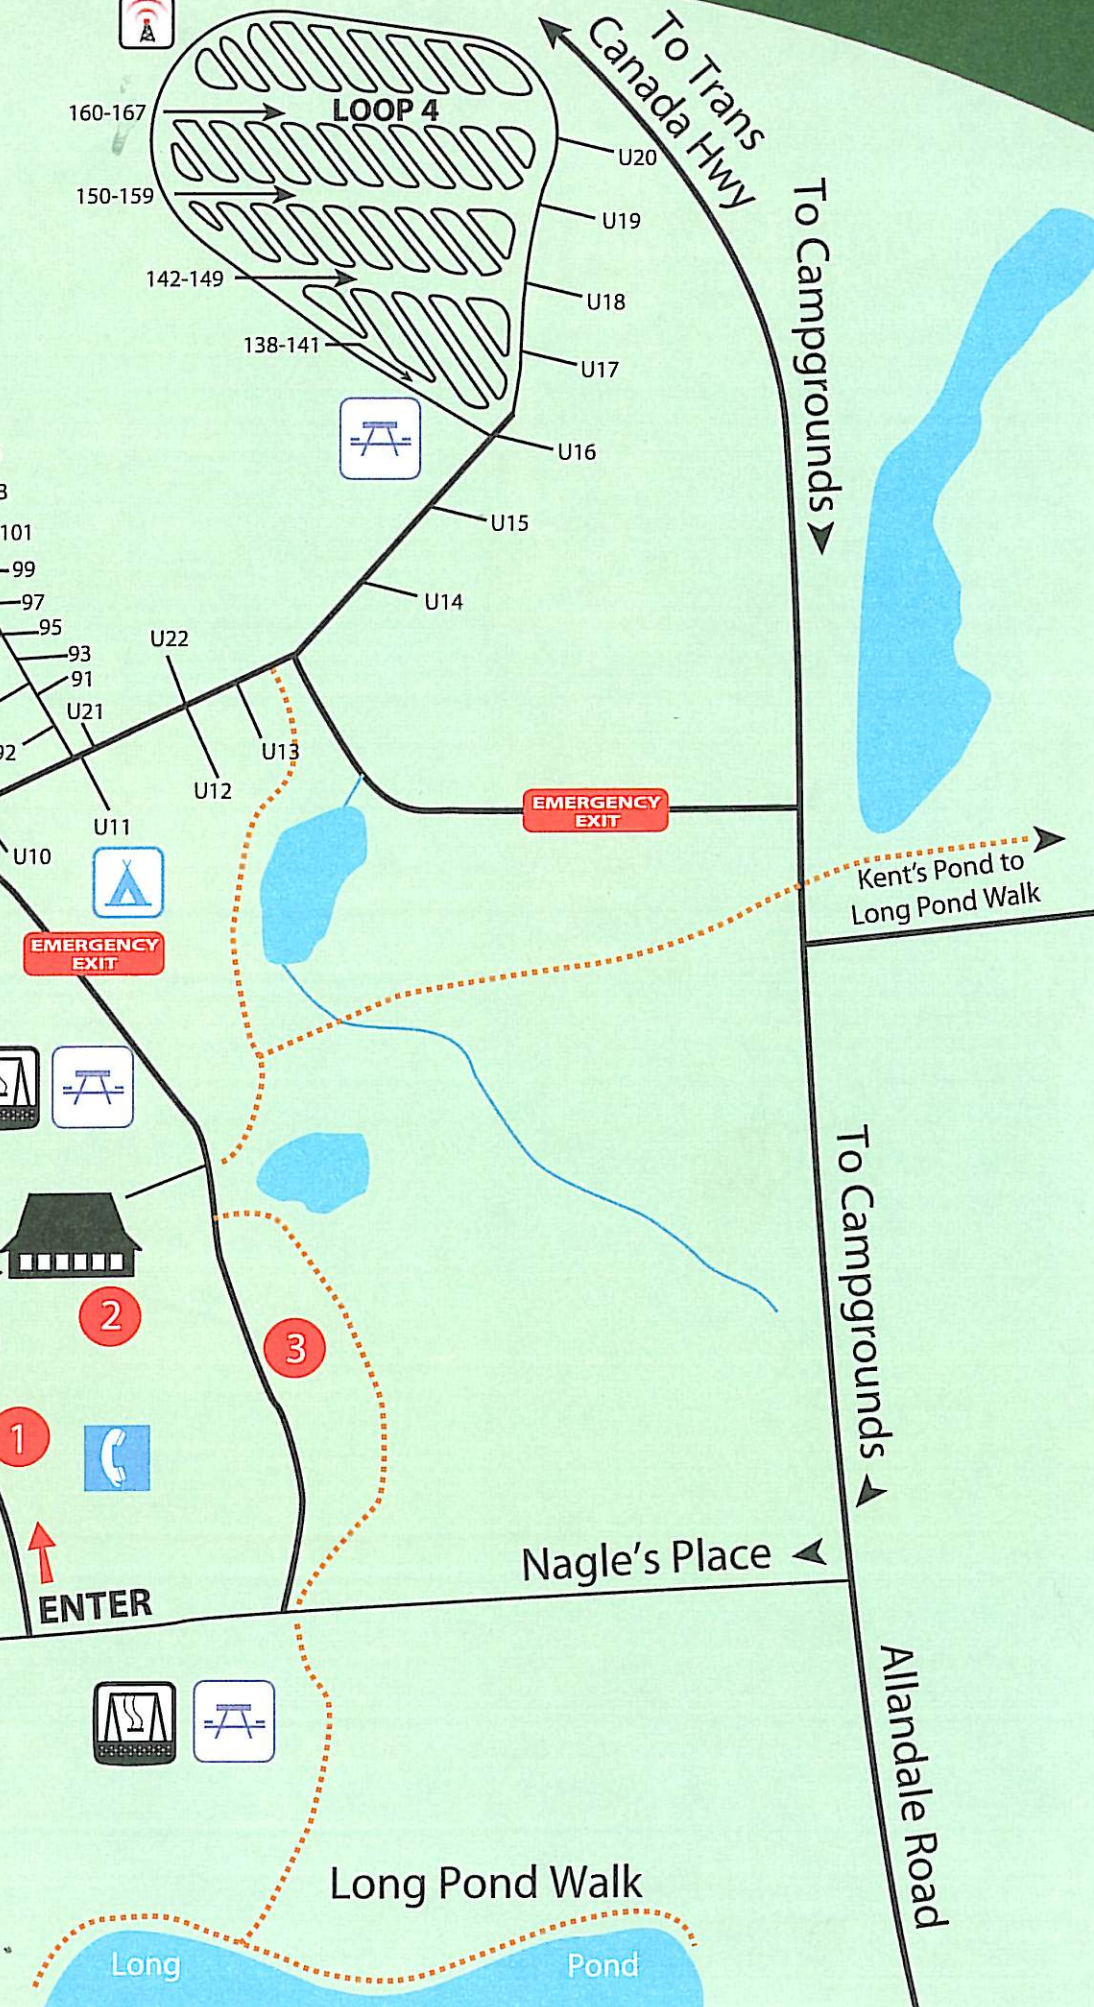 To Trans
Canada Hwy
160-167
LOOP 4
U20
150-159
U19
To Campgrounds
142-149
U18
138-141
U17
U16
U15
101
99
U14
97
95
U22
93
91
U21
92
U13
U12
EMERGENCY
EXIT
U11
U10
Kent's Pond to
Long Pond Walk
EMERGENCY
EXIT
To Campgrounds
2
3
1
Nagle's Place
ENTER
Allandale Road
Long Pond Walk
Long Pond